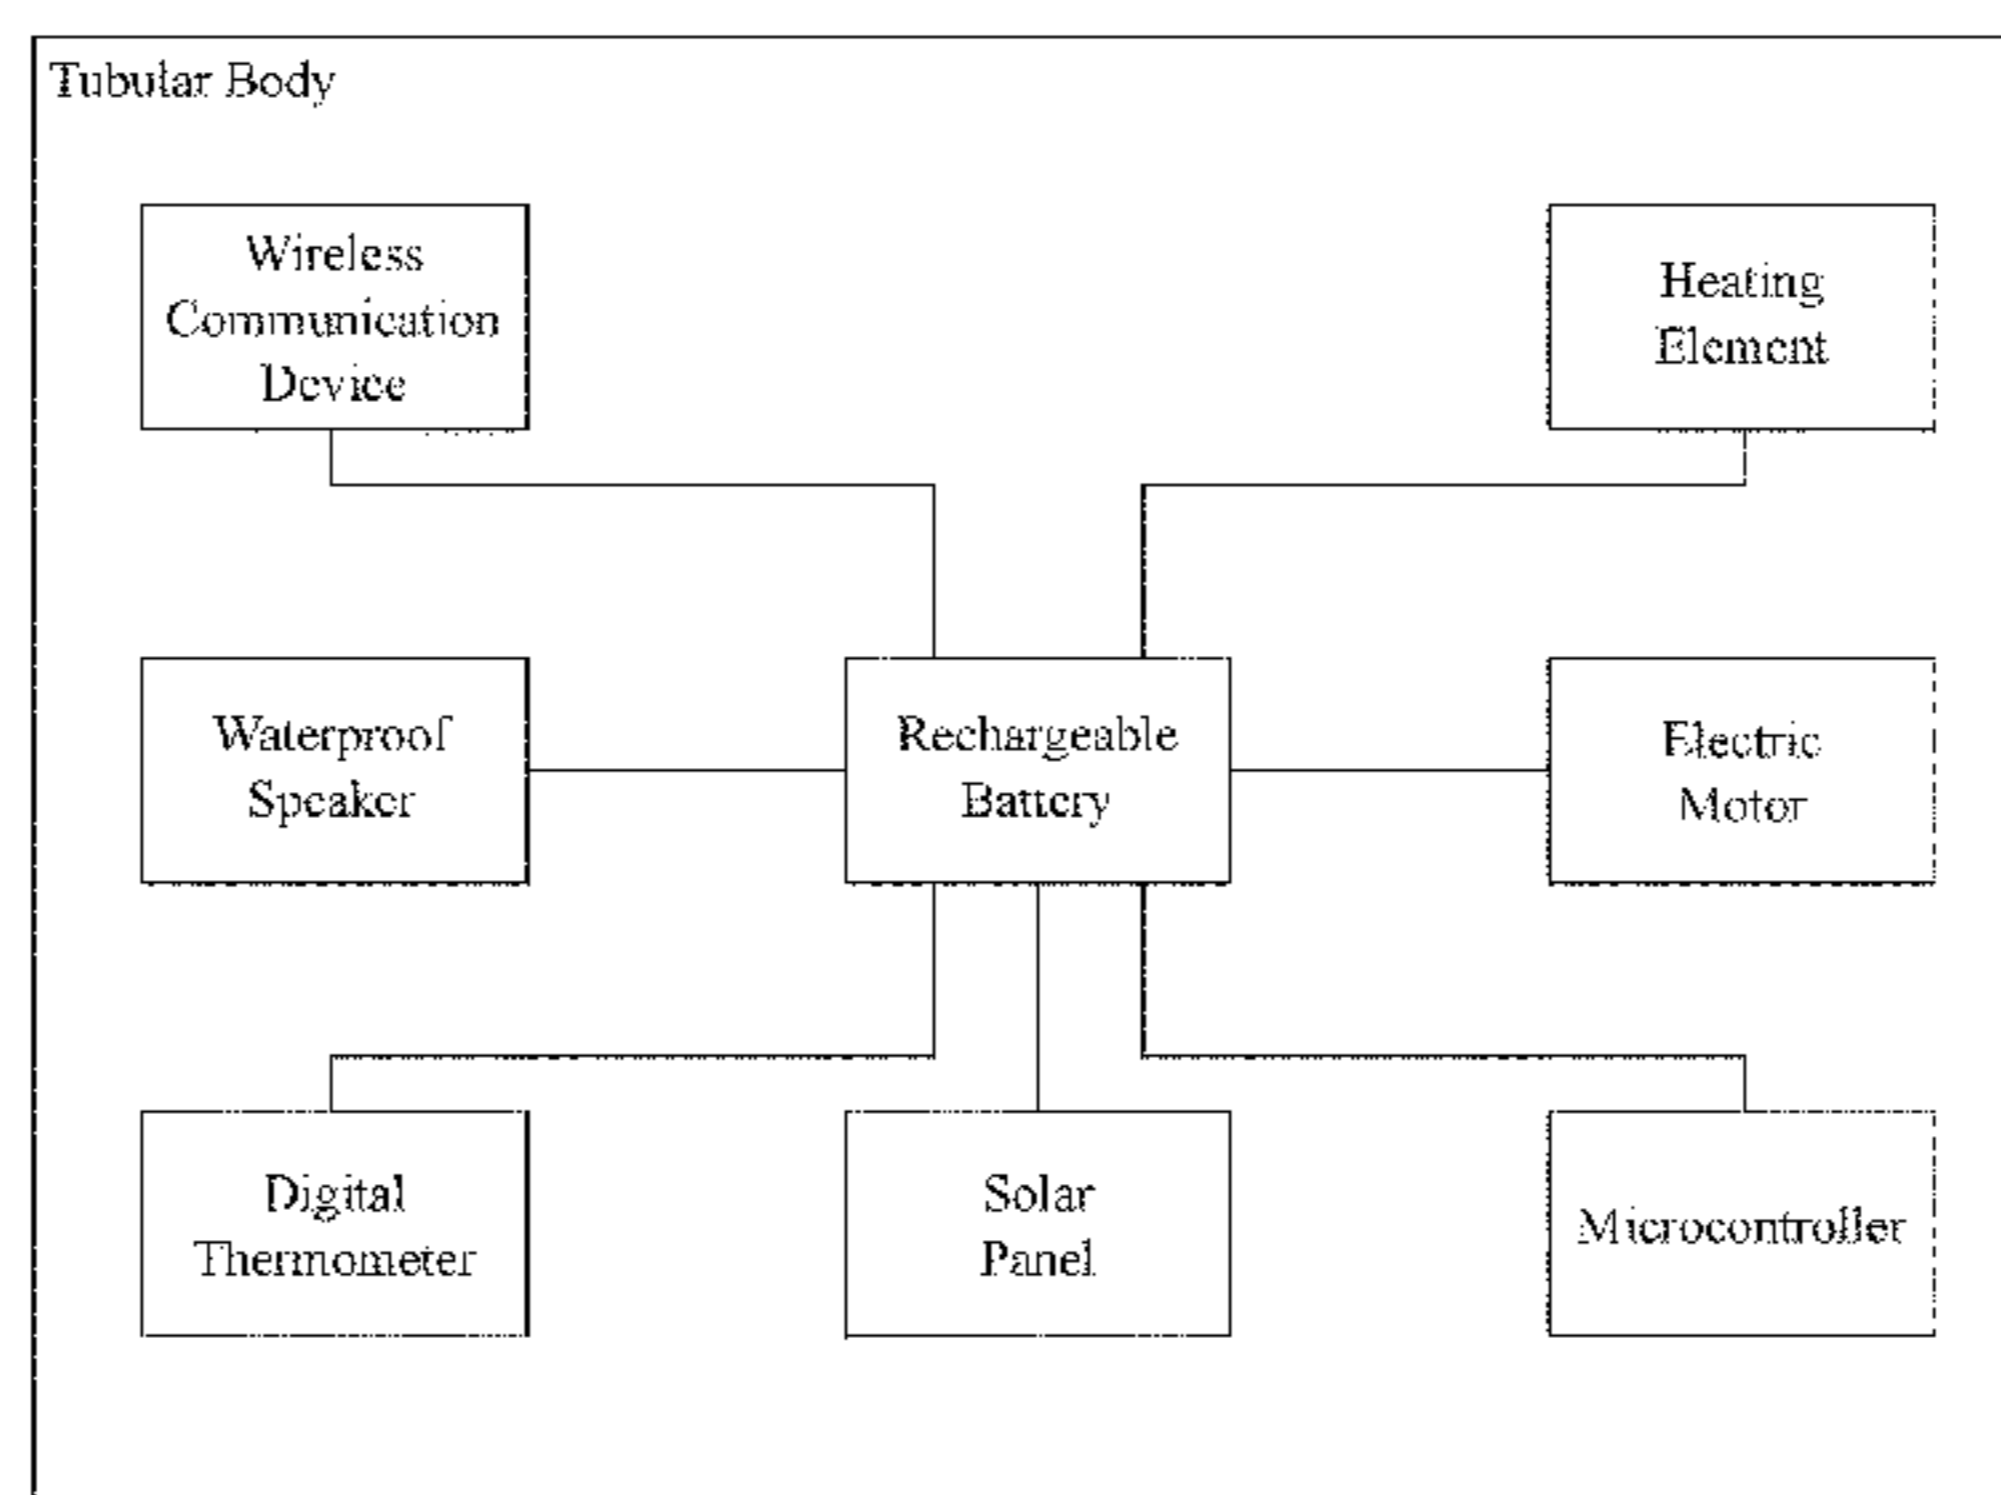 Tubular Body
Wireless
Communication
Device
Heating
Element
Waterproof
Speaker
Rechargeable
Battery
Electric
Motor
Digital
Thermometer
Solar
Panel
Microcontroller